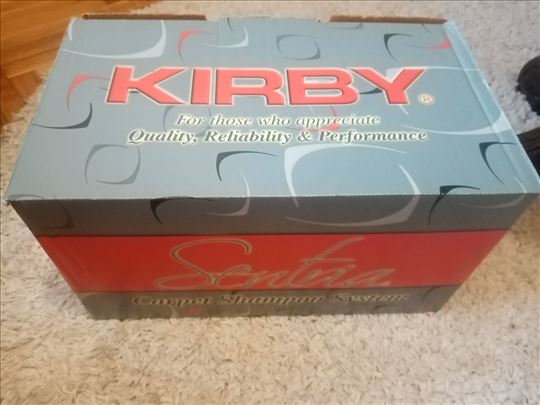 KIRBY®
For those who appreciate
Quality, Reliability & Performance
Sentria
Carpet Shampoo System